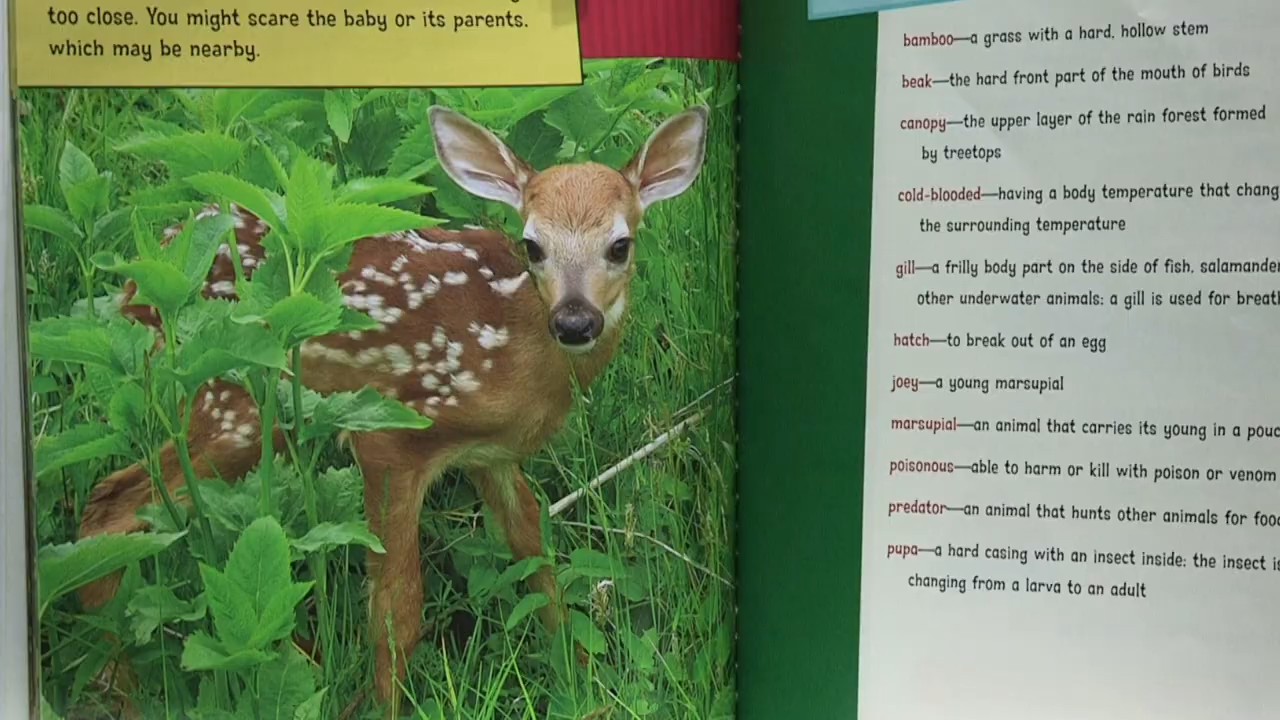 too close. You might scare the baby or its parents.
which may be nearby.
bamboo—a grass with a hard, hollow stem
beak—the hard front part of the mouth of birds
canopy—the upper layer of the rain forest formed
by treetops
cold-blooded—having a body temperature that chang
the surrounding temperature
gill—a frilly body part on the side of fish, salamander
other underwater animals; a gill is used for breath
hatch—to break out of an egg
joey—a young marsupial
marsupial—an animal that carries its young in a pouc
poisonous—able to harm or kill with poison or venom
predator—an animal that hunts other animals for food
pupa—a hard casing with an insect inside; the insect is
changing from a larva to an adult